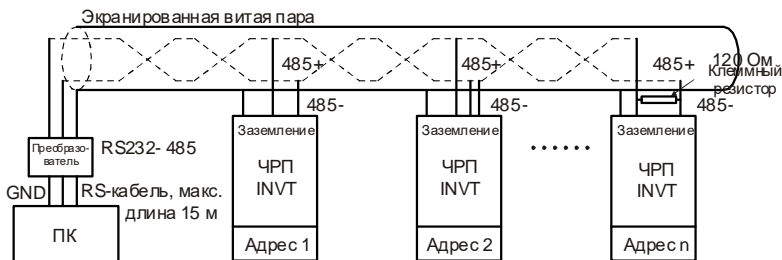 Экранированная витая пара
485+
485+
485+
120 Ом
Клеммный
резистор
485-
485-
485-
Преобразо-
ватель
RS232- 485
Заземление
ЧРП
INVT
Заземление
ЧРП
INVT
......
Заземление
ЧРП
INVT
GND
RS-кабель, макс.
длина 15 м
ПК
Адрес 1
Адрес 2
Адрес n